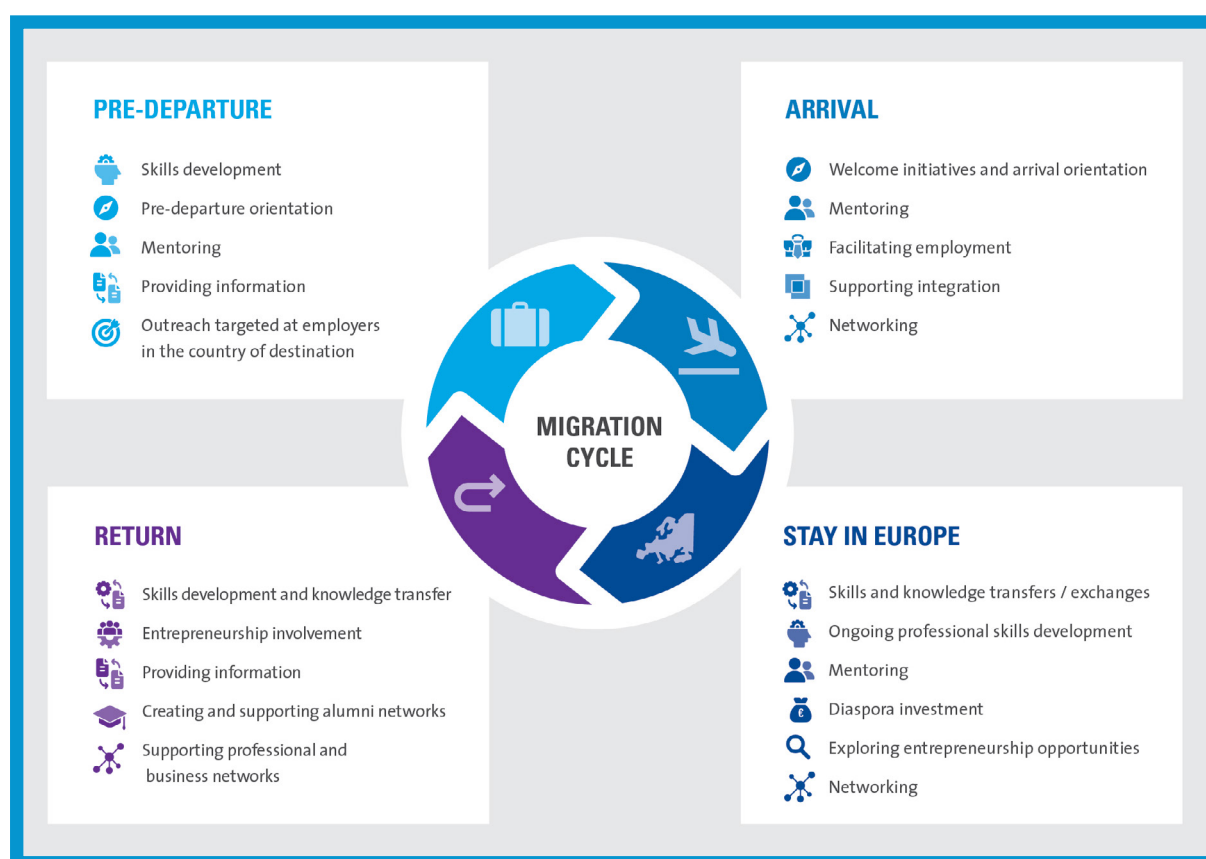 PRE-DEPARTURE
Skills development
Pre-departure orientation
Mentoring
Providing information
Outreach targeted at employers
in the country of destination
ARRIVAL
Welcome initiatives and arrival orientation
Mentoring
Facilitating employment
Supporting integration
Networking
MIGRATION
CYCLE
RETURN
Skills development and knowledge transfer
Entrepreneurship involvement
Providing information
Creating and supporting alumni networks
Supporting professional and
business networks
STAY IN EUROPE
Skills and knowledge transfers / exchanges
Ongoing professional skills development
Mentoring
€
Diaspora investment
Exploring entrepreneurship opportunities
Networking